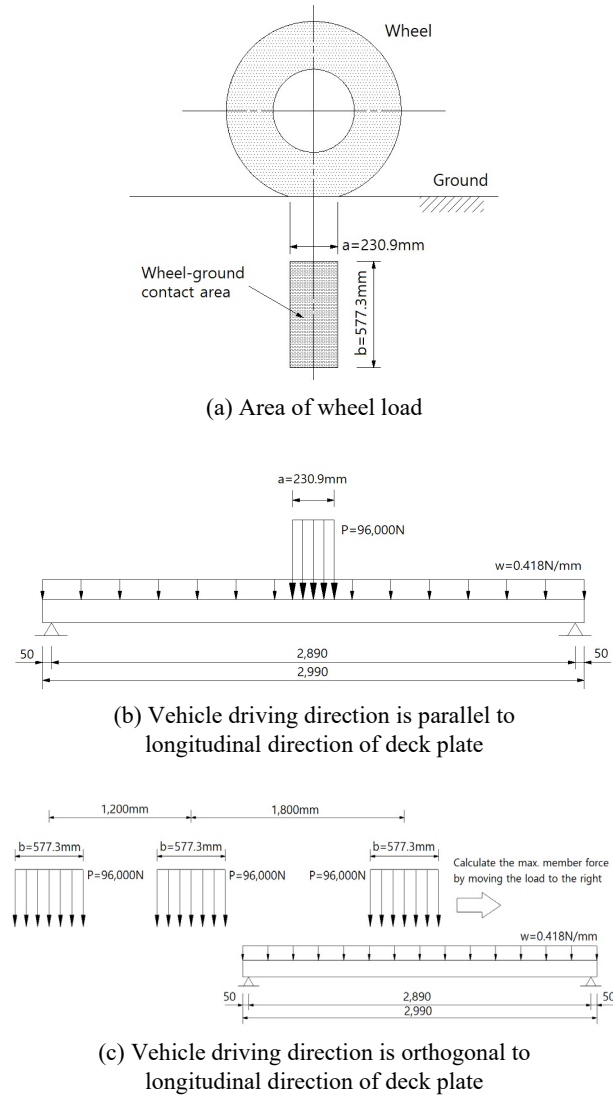 Wheel
Ground
a=230.9mm
Wheel-ground
contact area
b=577.3mm
(a) Area of wheel load
a=230.9mm
P=96,000N
w=0.418N/mm
50
2,890
50
2,990
(b) Vehicle driving direction is parallel to
longitudinal direction of deck plate
1,200mm
1,800mm
b=577.3mm
b=577.3mm
b=577.3mm
P=96,000N
P=96,000N
P=96,000N
Calculate the max. member force
by moving the load to the right
w=0.418N/mm
50
2,890
50
2,990
(c) Vehicle driving direction is orthogonal to
longitudinal direction of deck plate